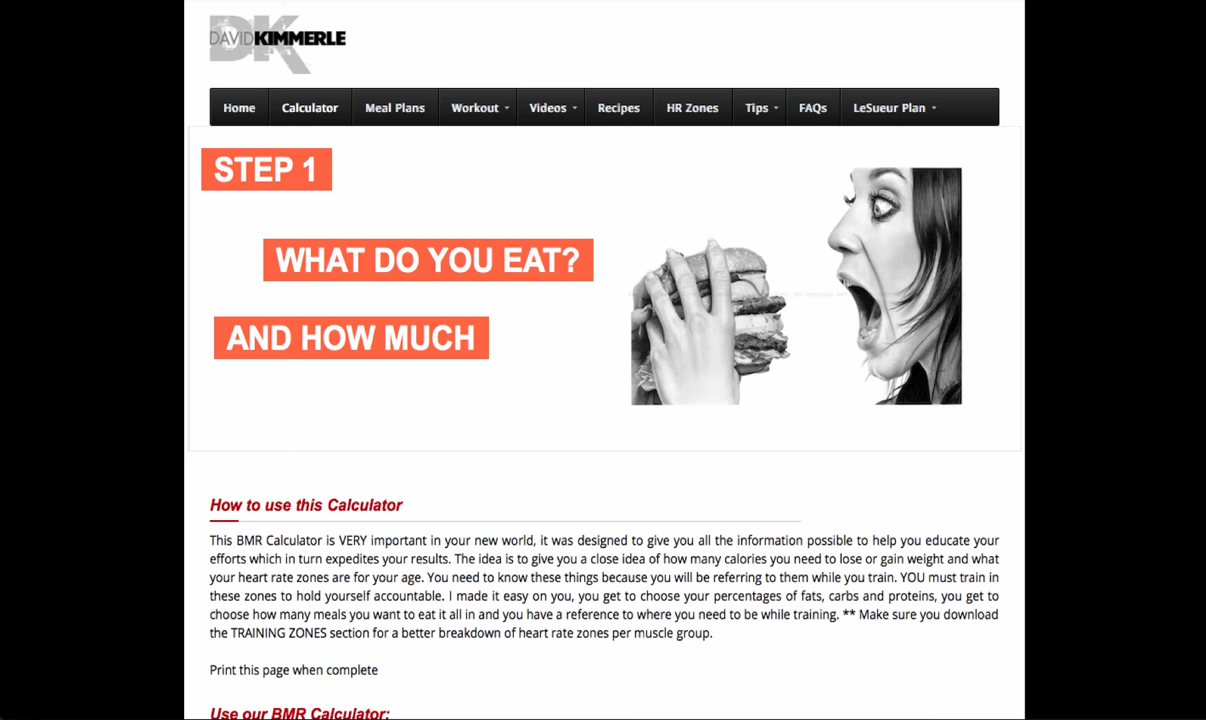 DK
DAVIDKIMMERLE
Home Calculator Meal Plans Workout Videos Recipes HR Zones Tips FAQs LeSueur Plan
STEP 1
WHAT DO YOU EAT?
AND HOW MUCH
How to use this Calculator
This BMR Calculator is VERY important in your new world, it was designed to give you all the information possible to help you educate your
efforts which in turn expedites your results. The idea is to give you a close idea of how many calories you need to lose or gain weight and what
your heart rate zones are for your age. You need to know these things because you will be referring to them while you train. YOU must train in
these zones to hold yourself accountable. I made it easy on you, you get to choose your percentages of fats, carbs and proteins, you get to
choose how many meals you want to eat it all in and you have a reference to where you need to be while training. ** Make sure you download
the TRAINING ZONES section for a better breakdown of heart rate zones per muscle group.
Print this page when complete
Use our BMR Calculator: